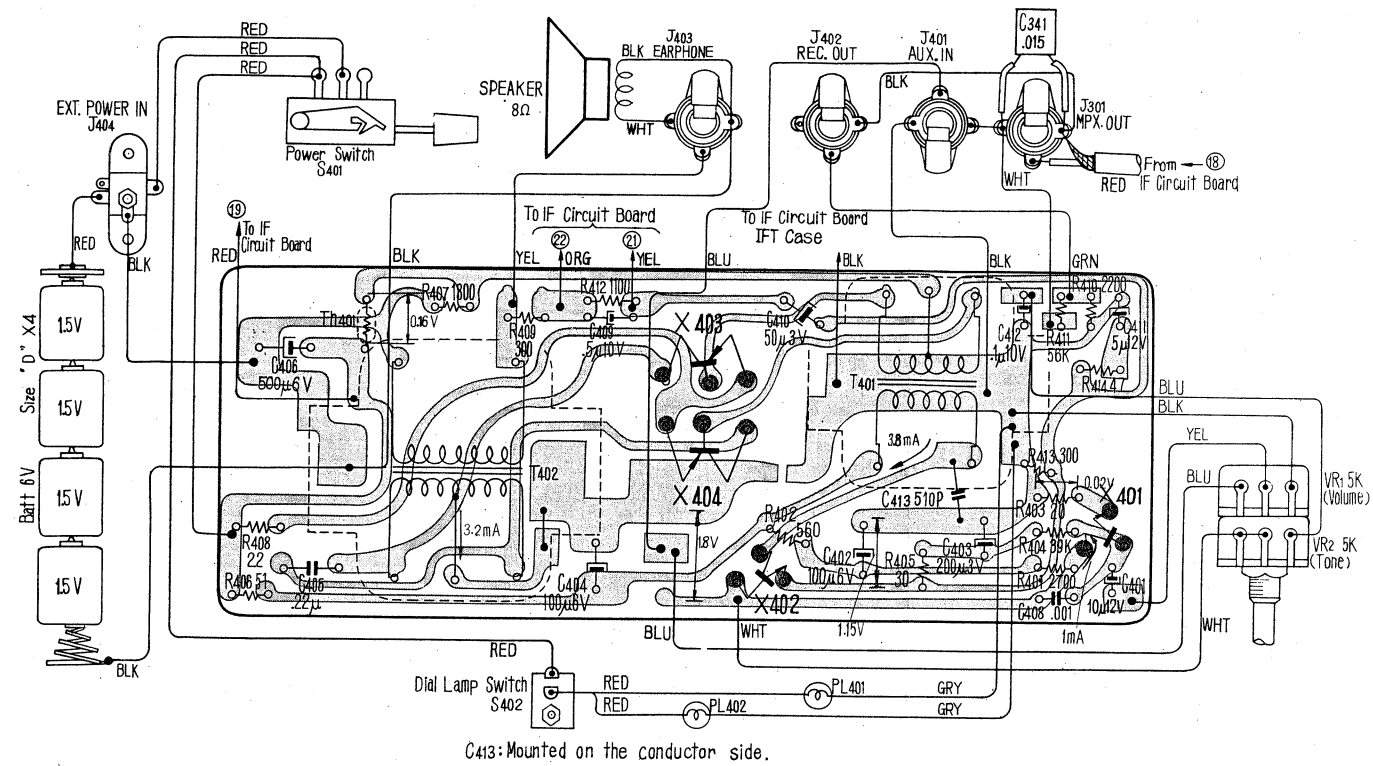 C341
.015
RED
RED
RED
J403
BLK EARPHONE
J402
REC. OUT
J401
AUX. IN
BLK
SPEAKER
8Ω
WHT
J301
MPX. OUT
EXT. POWER IN
J404
Power Switch
S401
From ← ⑱
IF Circuit Board
WHT
RED
⑲
To IF
Circuit Board
RED
To IF Circuit Board
㉒
㉑
To IF Circuit Board
IFT Case
RED
BLK
BLK
YEL
ORG
YEL
BLU
BLK
BLK
GRN
Size "D" X4
Batt 6V
1.5V
1.5V
1.5V
1.5V
BLK
R407 1800
R412 1100
R410 2200
Th401
0.16V
R409
360
C409
.5μ10V
X 403
C410
50μ3V
C412
.1μ10V
R411
56K
C411
5μ12V
C406
500μ6V
T401
R414 47
BLU
BLK
YEL
3.8mA
T402
X 404
C413 510P
R413 300
0.02V
X401
R403 20
BLU
VR1 5K
(Volume)
VR2 5K
(Tone)
3.2mA
1.8V
R402
560
R408
22
R406 51
C405
.22μ
C404
100μ6V
C402
100μ6V
R405
30
C403
200μ3V
R404 39K
R401 2700
C401
10μ12V
C408 .001
X402
1.15V
1mA
BLU
WHT
WHT
RED
Dial Lamp Switch
S402
RED
PL401
GRY
RED
PL402
GRY
C413: Mounted on the conductor side.